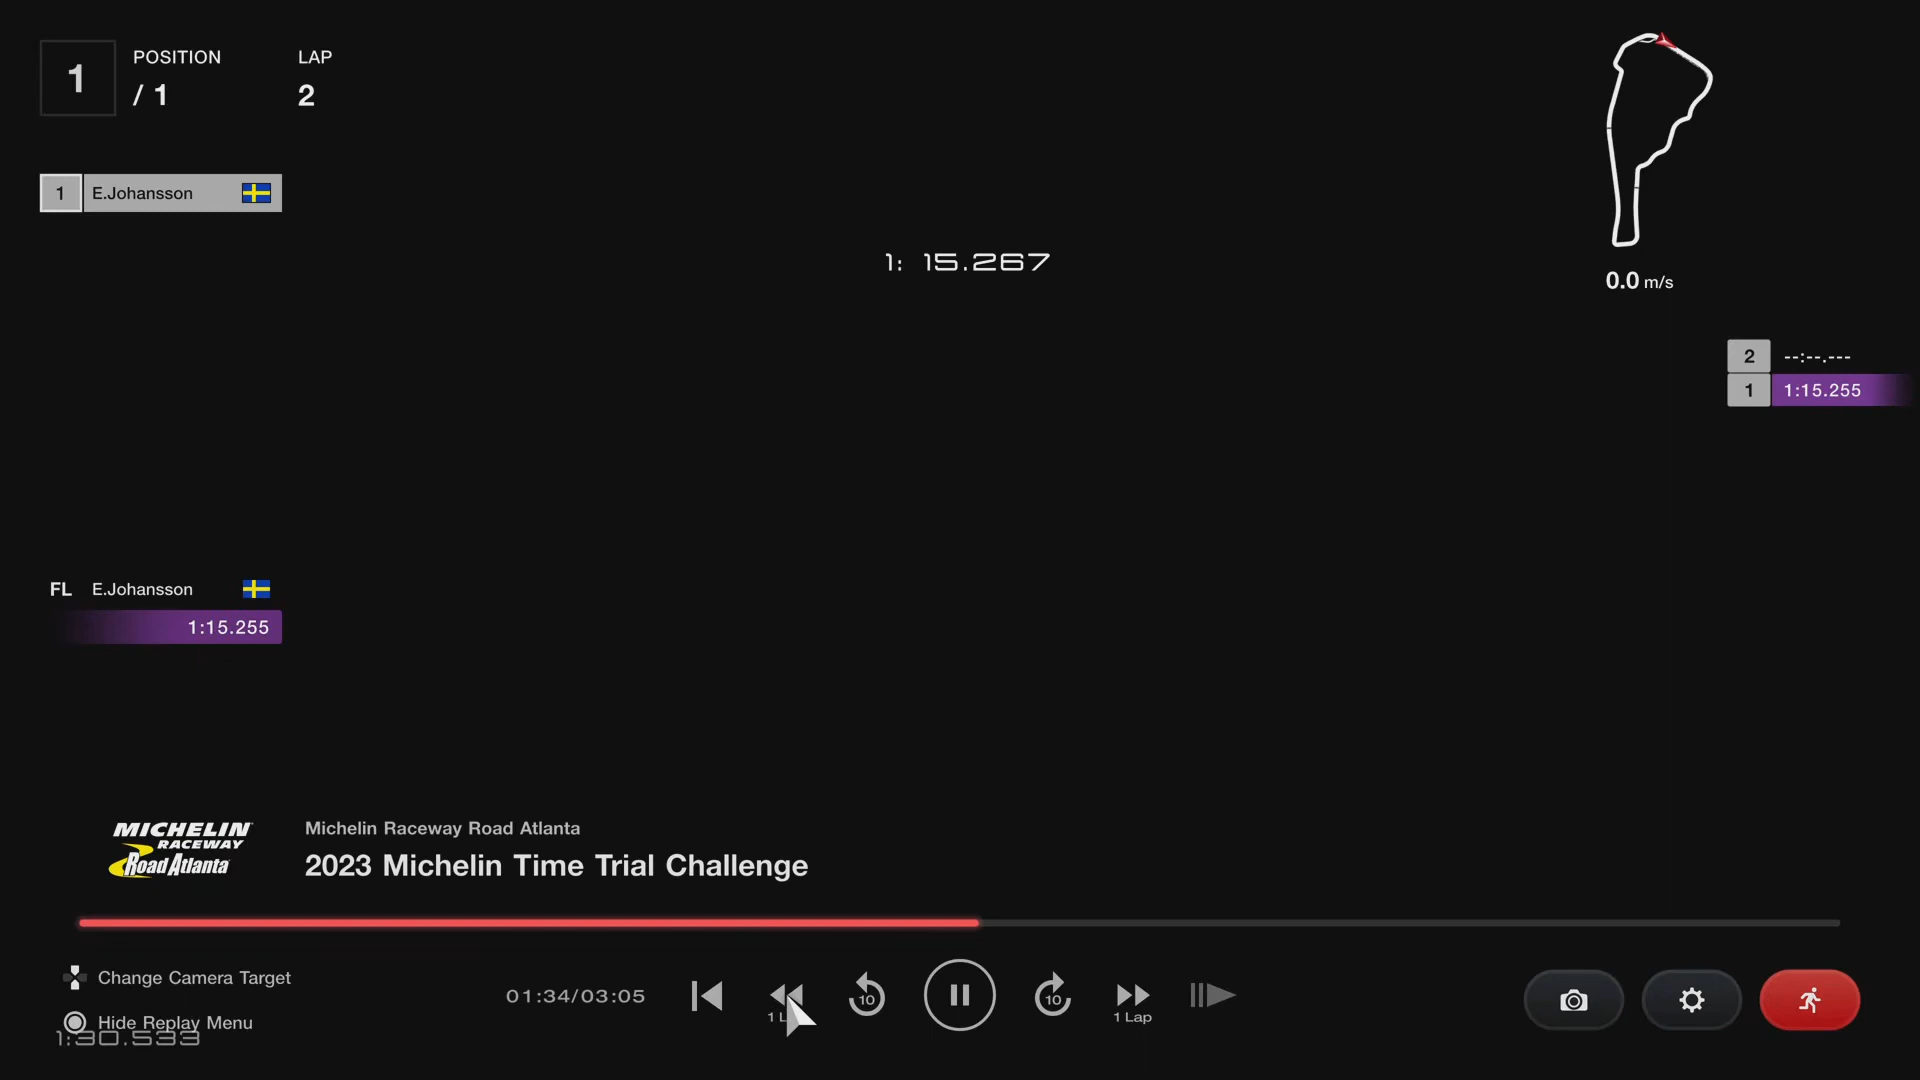 1
POSITION
/ 1
LAP
2
1 E.Johansson
1: 15.267
0.0 m/s
2 --:--.---
1 1:15.255
FL E.Johansson
1:15.255
MICHELIN
RACEWAY
Road Atlanta
Michelin Raceway Road Atlanta
2023 Michelin Time Trial Challenge
Change Camera Target
Hide Replay Menu
1:30.533
01:34/03:05
1 L
10
10
1 Lap